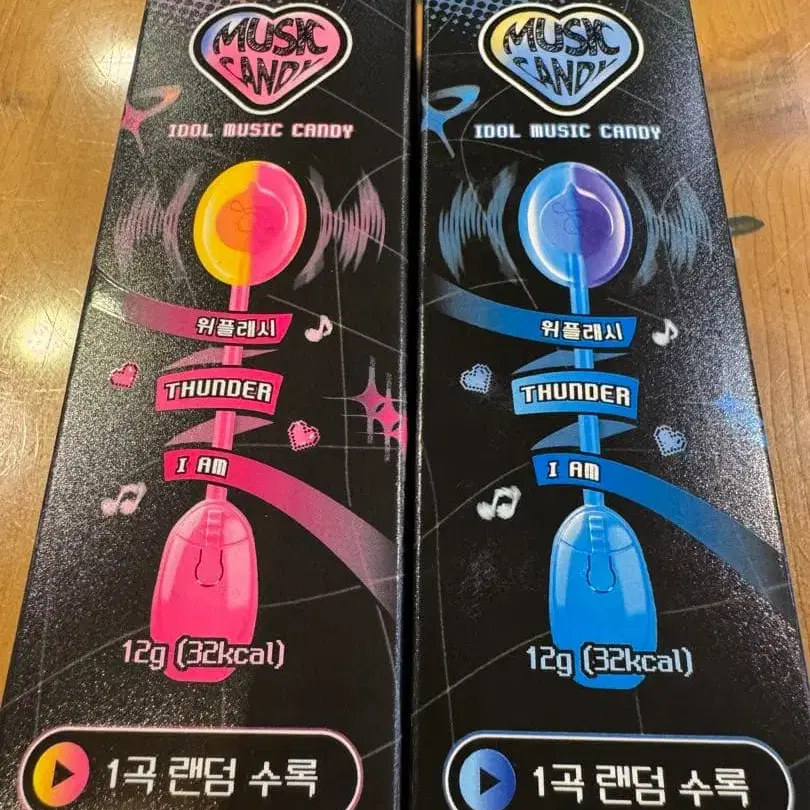 MUSIC
CANDY
IDOL MUSIC CANDY
위플래시
THUNDER
I AM
12g (32kcal)
1곡 랜덤 수록
MUSIC
CANDY
IDOL MUSIC CANDY
위플래시
THUNDER
I AM
12g (32kcal)
1곡 랜덤 수록